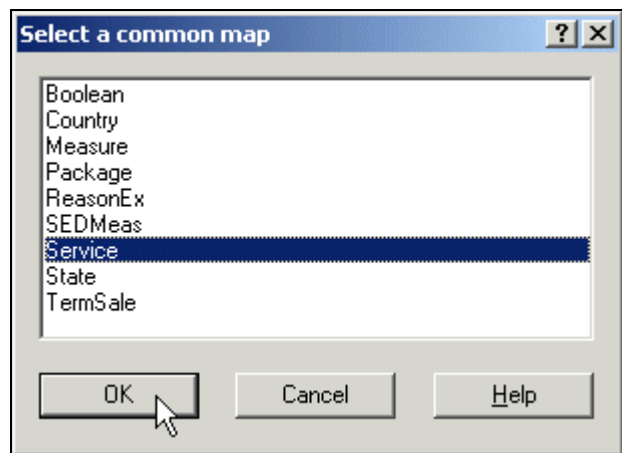 Select a common map
?
Boolean
Country
Measure
Package
ReasonEx
SEDMeas
Service
State
TermSale
OK Cancel Help